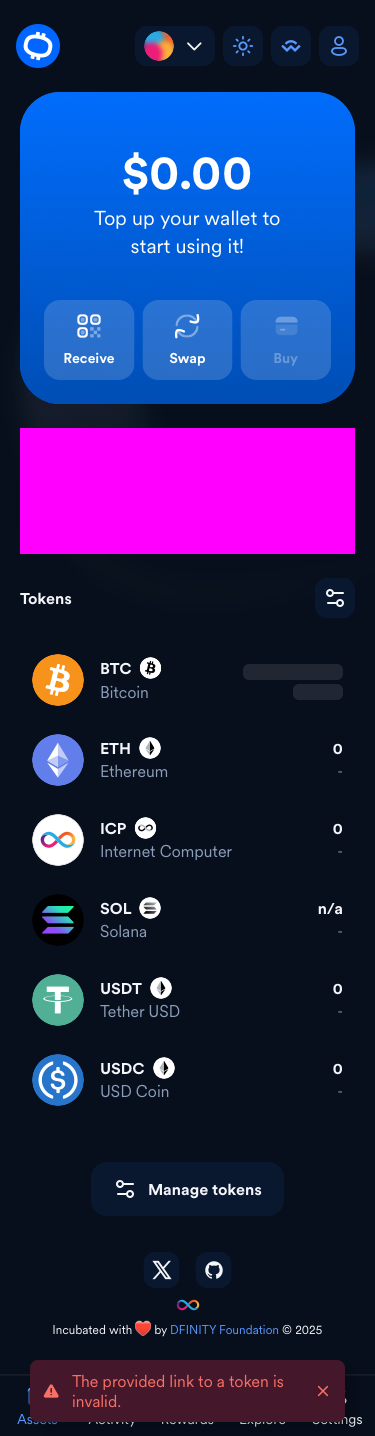 $0.00
Top up your wallet to
start using it!
Receive
Swap
Buy
Tokens
BTC
Bitcoin
ETH
0
Ethereum
-
ICP
0
Internet Computer
-
SOL
n/a
Solana
-
USDT
0
Tether USD
-
USDC
0
USD Coin
-
Manage tokens
Incubated with ❤️ by DFINITY Foundation © 2025
The provided link to a token is
invalid.
Assets Activity Rewards Explore Settings